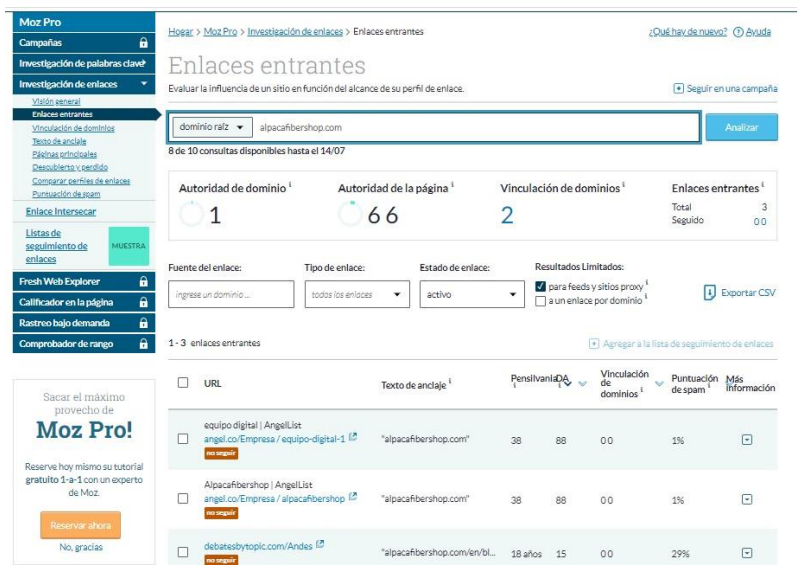 Moz Pro
Campañas
Investigación de palabras clave
Investigación de enlaces
Visión general
Enlaces entrantes
Vinculación de dominios
Texto de anclaje
Páginas principales
Descubierto y perdido
Comparar perfiles de enlaces
Puntuación de spam
Enlace Intersecar
Listas de
seguimiento de
enlaces
MUESTRA
Fresh Web Explorer
Calificador en la página
Rastreo bajo demanda
Comprobador de rango
Sacar el máximo
provecho de
Moz Pro!
Reserve hoy mismo su tutorial
gratuito 1-a-1 con un experto
de Moz.
Reservar ahora
No, gracias
Hogar > Moz Pro > Investigación de enlaces > Enlaces entrantes
¿Qué hay de nuevo? ? Ayuda
Enlaces entrantes
Evaluar la influencia de un sitio en función del alcance de su perfil de enlace.
Seguir en una campaña
dominio raíz alpacafibershop.com Analizar
8 de 10 consultas disponibles hasta el 14/07
Autoridad de dominio i
1
Autoridad de la página i
6 6
Vinculación de dominios i
2
Enlaces entrantes i
Total 3
Seguido 0 0
Fuente del enlace:
ingrese un dominio ...
Tipo de enlace:
todos los enlaces
Estado de enlace:
activo
Resultados Limitados:
para feeds y sitios proxy i
a un enlace por dominio i
Exportar CSV
1 - 3 enlaces entrantes
Agregar a la lista de seguimiento de enlaces
URL Texto de anclaje i Pensilvania i DA i Vinculación de dominios i Puntuación de spam i Más información
equipo digital | AngelList
angel.co/Empresa / equipo-digital-1 "alpacafibershop.com" 38 88 0 0 1%
no seguir
Alpacafibershop | AngelList
angel.co/Empresa / alpacafibershop "alpacafibershop.com" 38 88 0 0 1%
no seguir
debatesbytopic.com/Andes "alpacafibershop.com/en/bl... 18 años 15 0 0 29%
no seguir